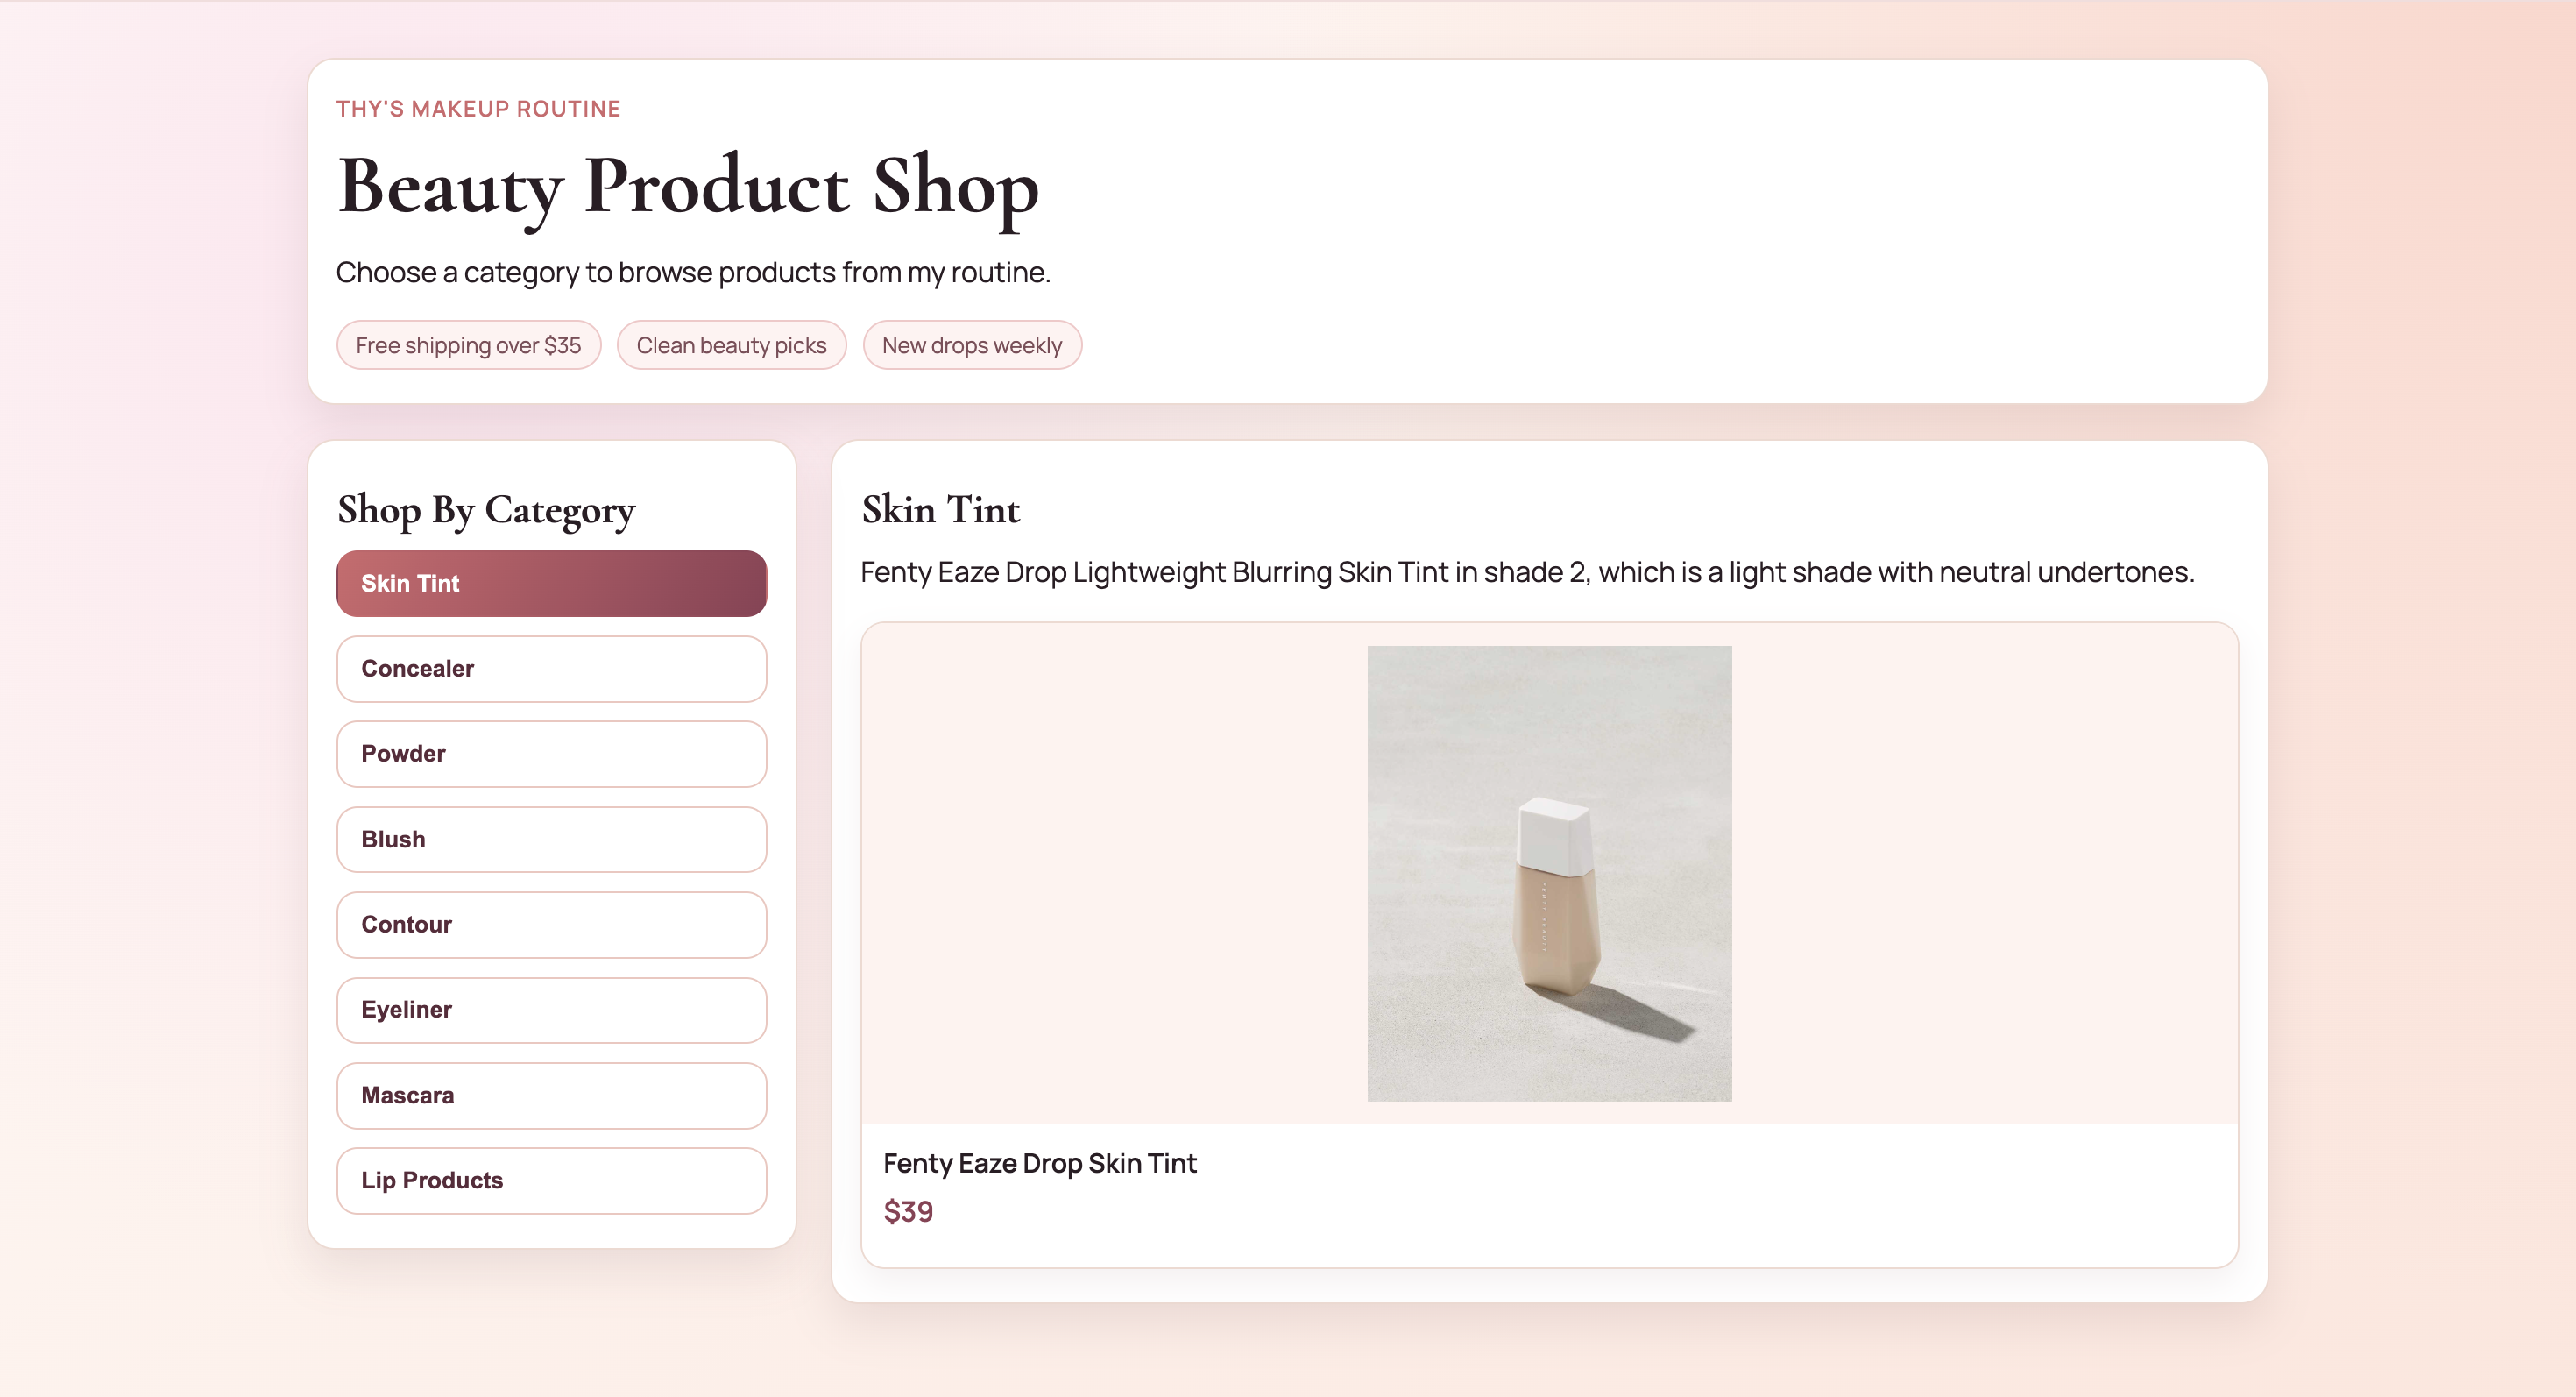 THY'S MAKEUP ROUTINE
Beauty Product Shop
Choose a category to browse products from my routine.
Free shipping over $35
Clean beauty picks
New drops weekly
Shop By Category
Skin Tint
Concealer
Powder
Blush
Contour
Eyeliner
Mascara
Lip Products
Skin Tint
Fenty Eaze Drop Lightweight Blurring Skin Tint in shade 2, which is a light shade with neutral undertones.
FENTY BEAUTY
Fenty Eaze Drop Skin Tint
$39